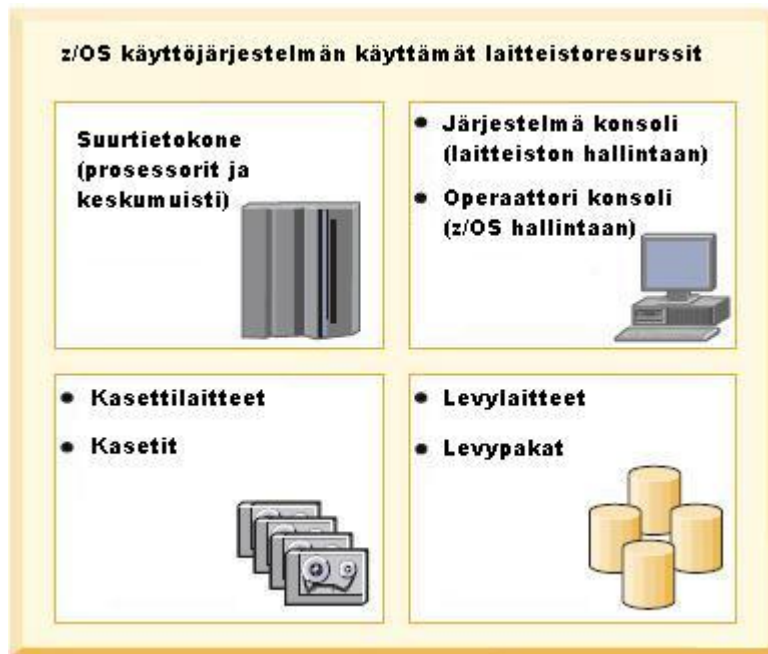 z/OS käyttöjärjestelmän käyttämät laitteistoresurssit
Suurtietokone
(prosessorit ja
keskumuisti)
● Järjestelmä konsoli
(laitteiston hallintaan)
● Operaattori konsoli
(z/OS hallintaan)
● Kasettilaitteet
● Kasetit
● Levylaitteet
● Levypakat